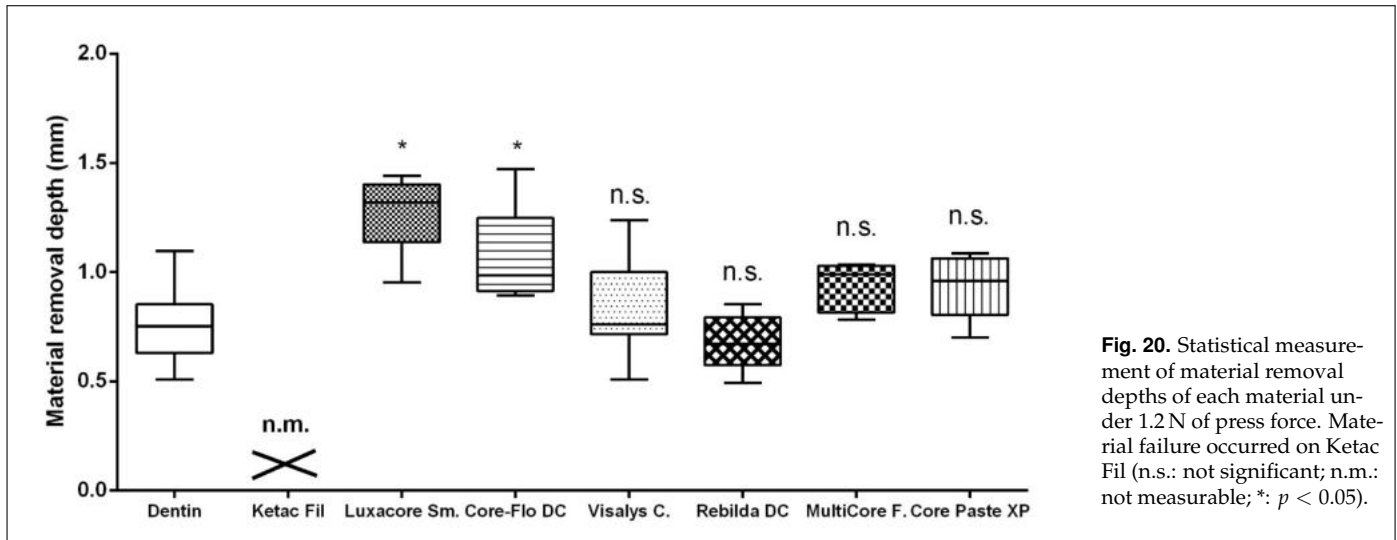 2.0
1.5
1.0
0.5
0.0
Material removal depth (mm)
*
*
n.s.
n.s.
n.s.
n.s.
n.m.
Dentin Ketac Fil Luxacore Sm. Core-Flo DC Visalys C. Rebilda DC MultiCore F. Core Paste XP
Fig. 20. Statistical measure-
ment of material removal
depths of each material un-
der 1.2 N of press force. Mate-
rial failure occurred on Ketac
Fil (n.s.: not significant; n.m.:
not measurable; *: p < 0.05).